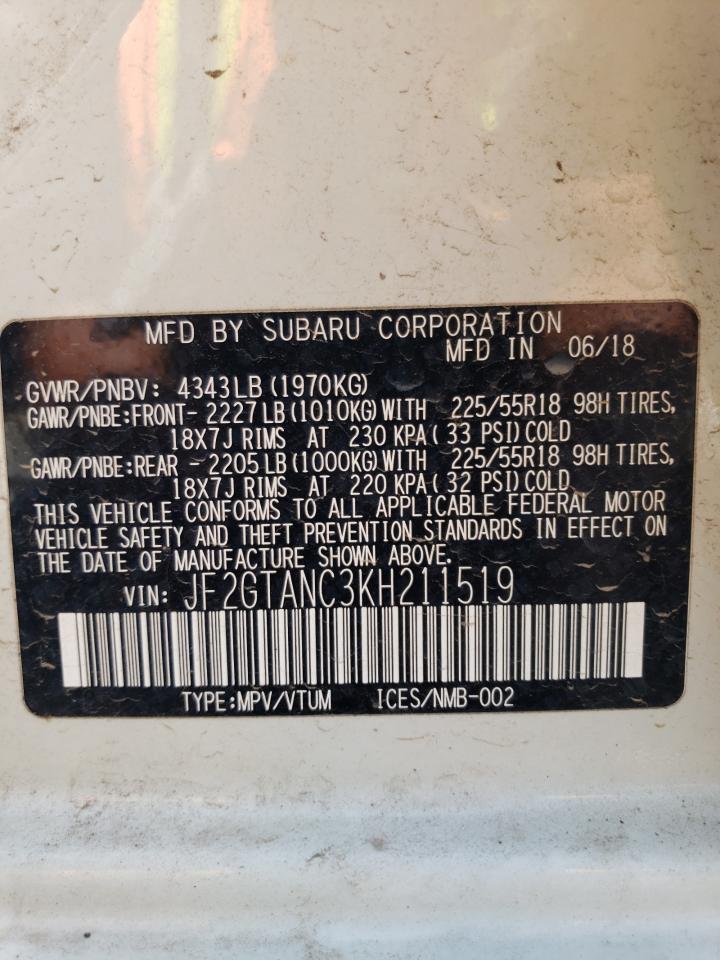 MFD BY SUBARU CORPORATION
MFD IN 06/18
GVWR/PNBV: 4343LB(1970KG)
GAWR/PNBE:FRONT- 2227LB(1010KG)WITH 225/55R18 98H TIRES,
18X7J RIMS AT 230 KPA( 33 PSI)COLD
GAWR/PNBE:REAR - 2205LB(1000KG)WITH 225/55R18 98H TIRES,
18X7J RIMS AT 220 KPA( 32 PSI)COLD
THIS VEHICLE CONFORMS TO ALL APPLICABLE FEDERAL MOTOR
VEHICLE SAFETY AND THEFT PREVENTION STANDARDS IN EFFECT ON
THE DATE OF MANUFACTURE SHOWN ABOVE.
VIN: JF2GTANC3KH211519
TYPE:MPV/VTUM ICES/NMB-002